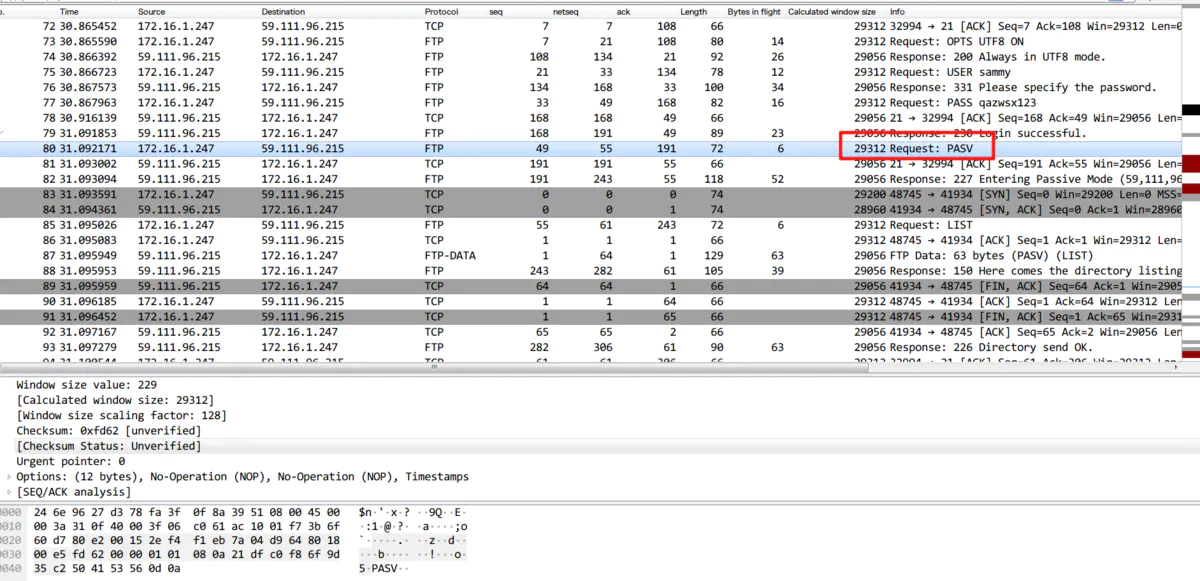 o. Time Source Destination Protocol seq netseq ack Length Bytes in flight Calculated window size Info
72 30.865452 172.16.1.247 59.111.96.215 TCP 7 7 108 66 29312 32994 → 21 [ACK] Seq=7 Ack=108 Win=29312 Len=0
73 30.865590 172.16.1.247 59.111.96.215 FTP 7 21 108 80 14 29312 Request: OPTS UTF8 ON
74 30.866392 59.111.96.215 172.16.1.247 FTP 108 134 21 92 26 29056 Response: 200 Always in UTF8 mode.
75 30.866723 172.16.1.247 59.111.96.215 FTP 21 33 134 78 12 29312 Request: USER sammy
76 30.867573 59.111.96.215 172.16.1.247 FTP 134 168 33 100 34 29056 Response: 331 Please specify the password.
77 30.867963 172.16.1.247 59.111.96.215 FTP 33 49 168 82 16 29312 Request: PASS qazwsx123
78 30.916139 59.111.96.215 172.16.1.247 TCP 168 168 49 66 29056 21 → 32994 [ACK] Seq=168 Ack=49 Win=29056 Len=
79 31.091853 59.111.96.215 172.16.1.247 FTP 168 191 49 89 23 29056 Response: 230 Login successful.
80 31.092171 172.16.1.247 59.111.96.215 FTP 49 55 191 72 6 29312 Request: PASV
81 31.093002 59.111.96.215 172.16.1.247 TCP 191 191 55 66 29056 21 → 32994 [ACK] Seq=191 Ack=55 Win=29056 Len=
82 31.093094 59.111.96.215 172.16.1.247 FTP 191 243 55 118 52 29056 Response: 227 Entering Passive Mode (59,111,96
83 31.093591 172.16.1.247 59.111.96.215 TCP 0 0 0 74 29200 48745 → 41934 [SYN] Seq=0 Win=29200 Len=0 MSS=
84 31.094361 59.111.96.215 172.16.1.247 TCP 0 0 1 74 28960 41934 → 48745 [SYN, ACK] Seq=0 Ack=1 Win=28960
85 31.095026 172.16.1.247 59.111.96.215 FTP 55 61 243 72 6 29312 Request: LIST
86 31.095083 172.16.1.247 59.111.96.215 TCP 1 1 1 66 29312 48745 → 41934 [ACK] Seq=1 Ack=1 Win=29312 Len=
87 31.095949 59.111.96.215 172.16.1.247 FTP-DATA 1 64 1 129 63 29056 FTP Data: 63 bytes (PASV) (LIST)
88 31.095953 59.111.96.215 172.16.1.247 FTP 243 282 61 105 39 29056 Response: 150 Here comes the directory listing
89 31.095959 59.111.96.215 172.16.1.247 TCP 64 64 1 66 29056 41934 → 48745 [FIN, ACK] Seq=64 Ack=1 Win=2905
90 31.096185 172.16.1.247 59.111.96.215 TCP 1 1 64 66 29312 48745 → 41934 [ACK] Seq=1 Ack=64 Win=29312 Len
91 31.096452 172.16.1.247 59.111.96.215 TCP 1 1 65 66 29312 48745 → 41934 [FIN, ACK] Seq=1 Ack=65 Win=2931
92 31.097167 59.111.96.215 172.16.1.247 TCP 65 65 2 66 29056 41934 → 48745 [ACK] Seq=65 Ack=2 Win=29056 Len
93 31.097279 59.111.96.215 172.16.1.247 FTP 282 306 61 90 63 29056 Response: 226 Directory send OK.
94 31.100544 172.16.1.247 59.111.96.215 TCP 61 61 306 66 29312 32994 → 21 [ACK] Seq=61 Ack=306 Win=29312 Len
Window size value: 229
[Calculated window size: 29312]
[Window size scaling factor: 128]
Checksum: 0xfd62 [unverified]
[Checksum Status: Unverified]
Urgent pointer: 0
Options: (12 bytes), No-Operation (NOP), No-Operation (NOP), Timestamps
[SEQ/ACK analysis]
0000 24 6e 96 27 d3 78 fa 3f 0f 8a 39 51 08 00 45 00 $n·'·x·? ··9Q··E·
0010 00 3a 31 0f 40 00 3f 06 c0 61 ac 10 01 f7 3b 6f ·:1·@·?· ·a····;o
0020 60 d7 80 e2 00 15 2e f4 f1 eb 7a 04 d9 64 80 18 `·····.· ··z··d··
0030 00 e5 fd 62 00 00 01 01 08 0a 21 df c0 f8 6f 9d ···b···· ··!···o·
0040 35 c2 50 41 53 56 0d 0a 5·PASV··